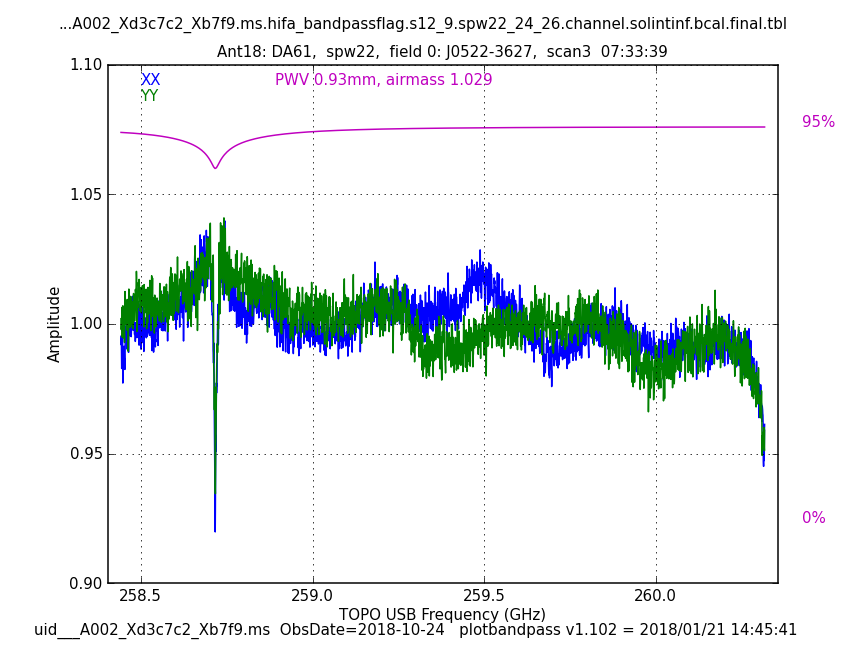 ...A002_Xd3c7c2_Xb7f9.ms.hifa_bandpassflag.s12_9.spw22_24_26.channel.solintinf.bcal.final.tbl
Ant18: DA61,  spw22,  field 0: J0522-3627,  scan3  07:33:39
1.10
XX
PWV 0.93mm, airmass 1.029
YY
95%
1.05
Amplitude
1.00
0.95
0%
0.90
258.5
259.0
259.5
260.0
TOPO USB Frequency (GHz)
uid___A002_Xd3c7c2_Xb7f9.ms  ObsDate=2018-10-24   plotbandpass v1.102 = 2018/01/21 14:45:41